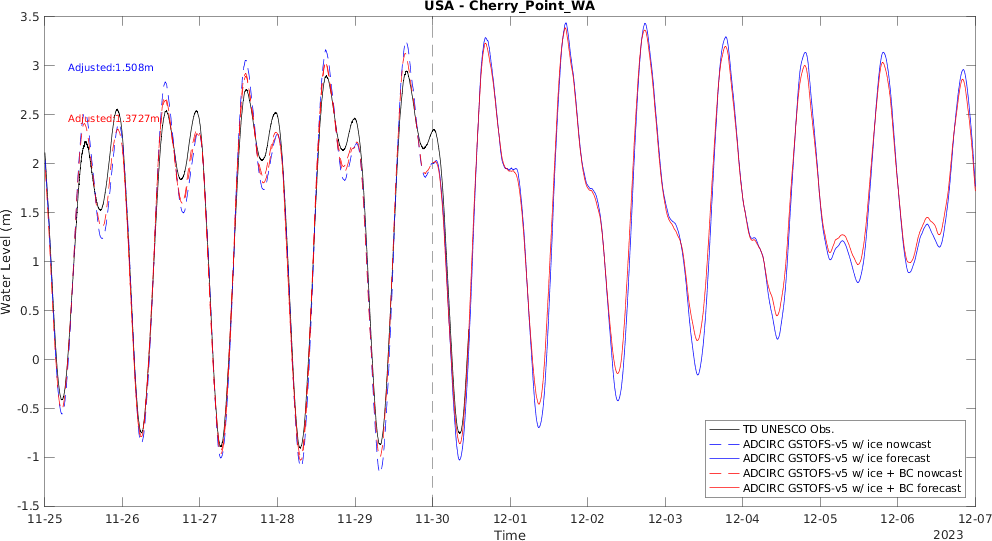 USA - Cherry_Point_WA
3.5
3
2.5
2
1.5
1
0.5
0
-0.5
-1
-1.5
Water Level (m)
Adjusted:1.508m
Adjusted:1.3727m
TD UNESCO Obs.
ADCIRC GSTOFS-v5 w/ ice nowcast
ADCIRC GSTOFS-v5 w/ ice forecast
ADCIRC GSTOFS-v5 w/ ice + BC nowcast
ADCIRC GSTOFS-v5 w/ ice + BC forecast
11-25 11-26 11-27 11-28 11-29 11-30 12-01 12-02 12-03 12-04 12-05 12-06 12-07
Time
2023